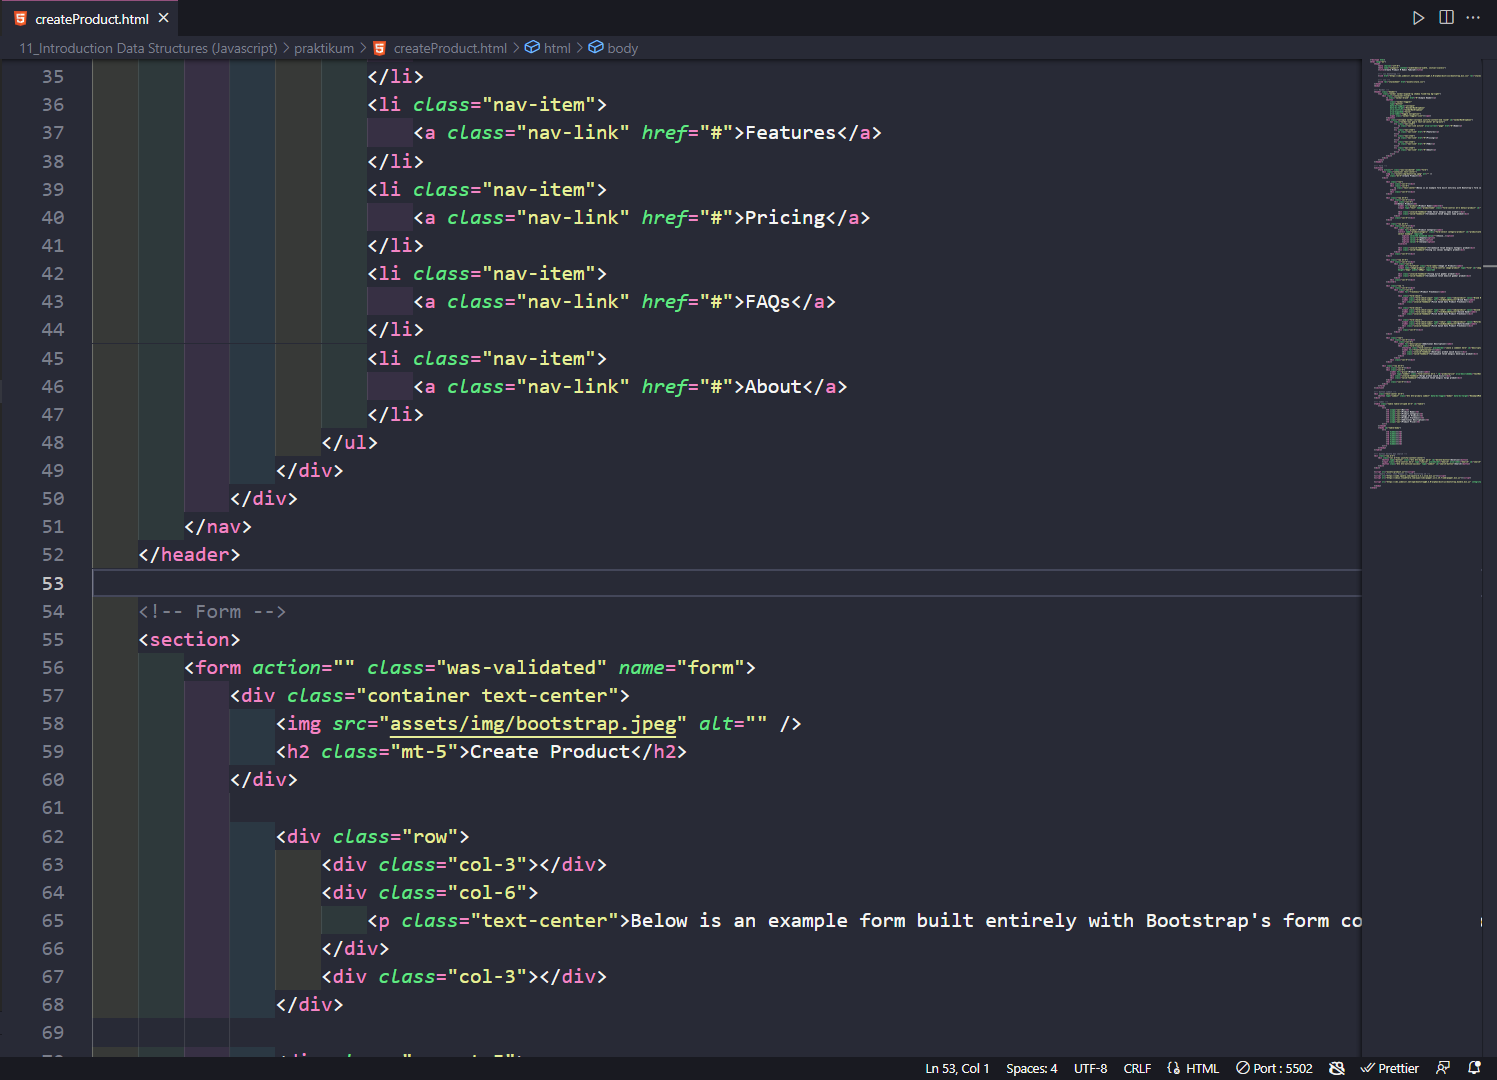 createProduct.html
11_Introduction Data Structures (Javascript) > praktikum > createProduct.html > html > body
35 </li>
36 <li class="nav-item">
37 <a class="nav-link" href="#">Features</a>
38 </li>
39 <li class="nav-item">
40 <a class="nav-link" href="#">Pricing</a>
41 </li>
42 <li class="nav-item">
43 <a class="nav-link" href="#">FAQs</a>
44 </li>
45 <li class="nav-item">
46 <a class="nav-link" href="#">About</a>
47 </li>
48 </ul>
49 </div>
50 </div>
51 </nav>
52 </header>
53
54 <!-- Form -->
55 <section>
56 <form action="" class="was-validated" name="form">
57 <div class="container text-center">
58 <img src="assets/img/bootstrap.jpeg" alt="" />
59 <h2 class="mt-5">Create Product</h2>
60 </div>
61
62 <div class="row">
63 <div class="col-3"></div>
64 <div class="col-6">
65 <p class="text-center">Below is an example form built entirely with Bootstrap's form co
66 </div>
67 <div class="col-3"></div>
68 </div>
69
Ln 53, Col 1 Spaces: 4 UTF-8 CRLF HTML Port : 5502 Prettier